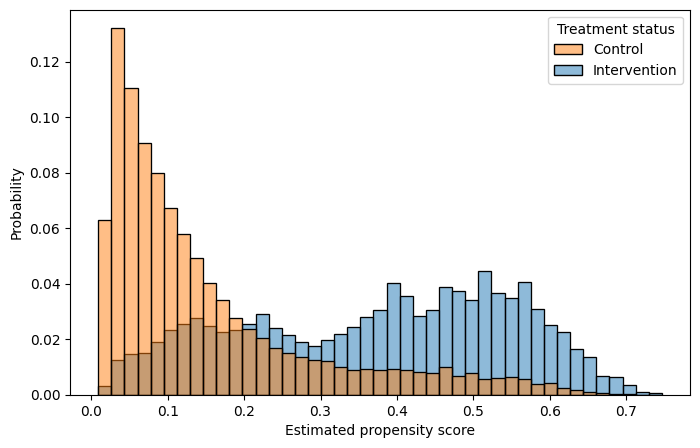 Treatment status
Control
Intervention
Probability
0.12
0.10
0.08
0.06
0.04
0.02
0.00
0.0 0.1 0.2 0.3 0.4 0.5 0.6 0.7
Estimated propensity score